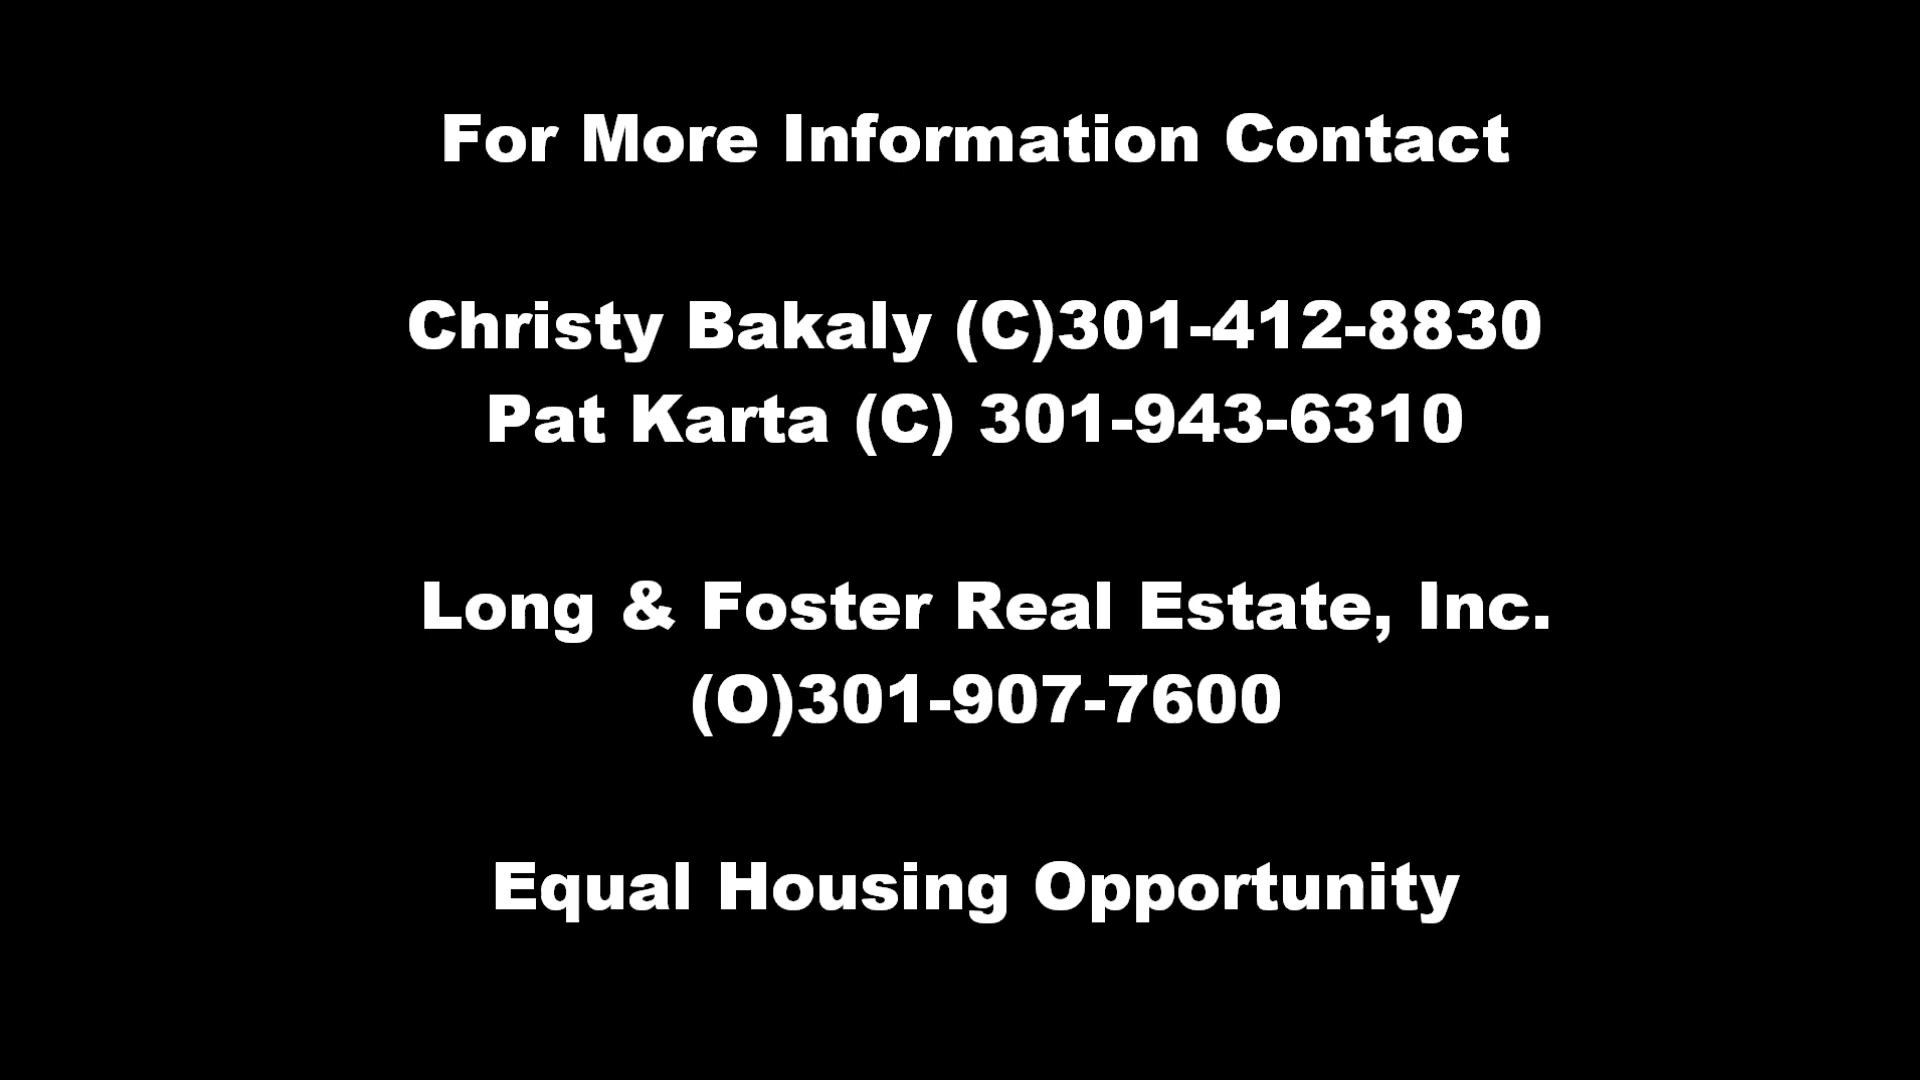 For More Information Contact
Christy Bakaly (C)301-412-8830
Pat Karta (C) 301-943-6310
Long & Foster Real Estate, Inc.
(O)301-907-7600
Equal Housing Opportunity